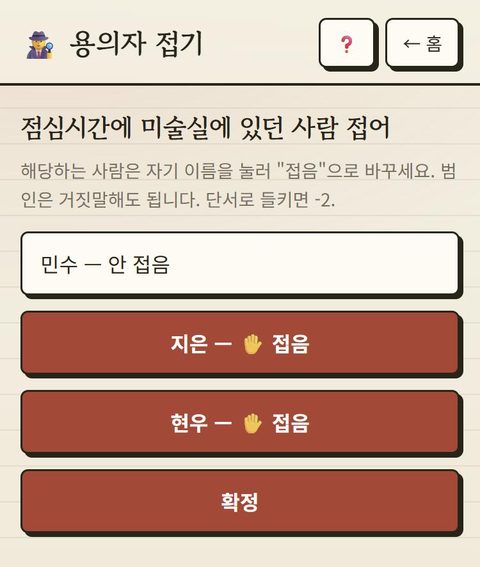 용의자 접기
❓
← 홈
점심시간에 미술실에 있던 사람 접어
해당하는 사람은 자기 이름을 눌러 "접음"으로 바꾸세요. 범
인은 거짓말해도 됩니다. 단서로 들키면 -2.
민수 — 안 접음
지은 — ✋ 접음
현우 — ✋ 접음
확정